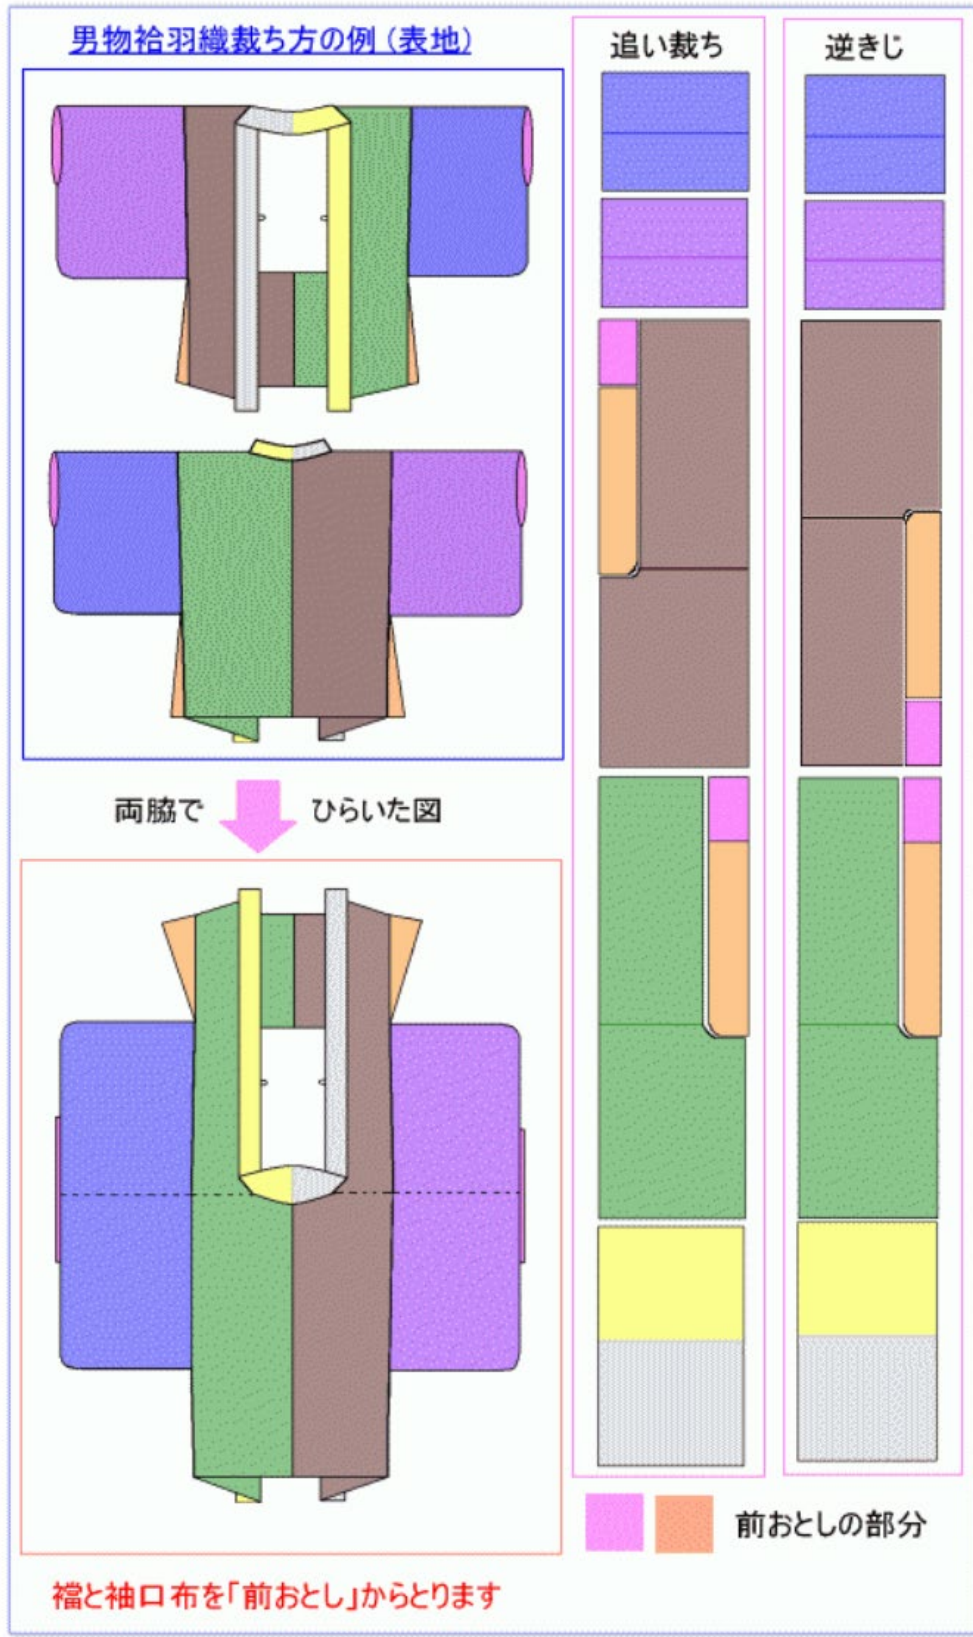 男物袷羽織裁ち方の例（表地）
追い裁ち
逆きじ
両脇で ひらいた図
前おとしの部分
襠と袖口布を「前おとし」からとります